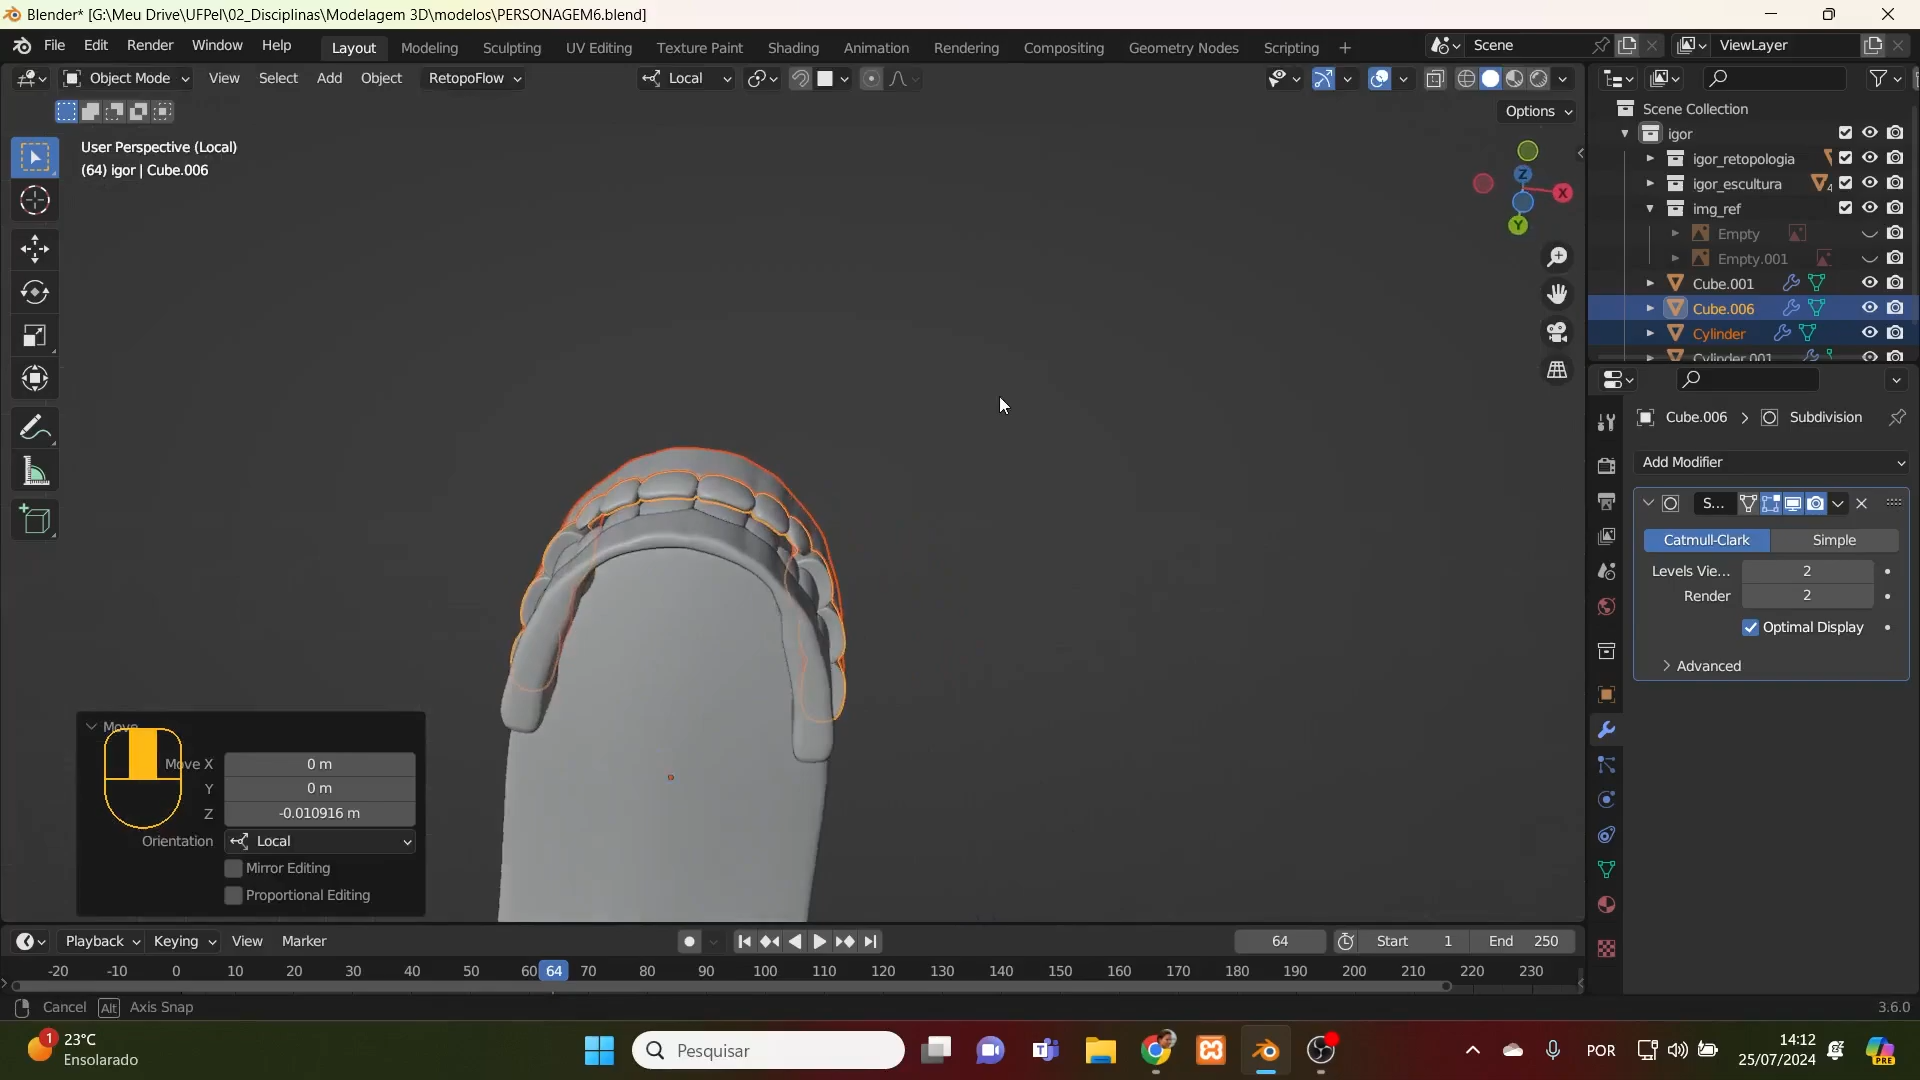 Blender* [G:\Meu Drive\UFPel\02_Disciplinas\Modelagem 3D\modelos\PERSONAGEM6.blend]
File Edit Render Window Help Layout Modeling Sculpting UV Editing Texture Paint Shading Animation Rendering Compositing Geometry Nodes Scripting + Scene ViewLayer
Object Mode View Select Add Object RetopoFlow Local
Options
User Perspective (Local)
(64) igor | Cube.006
Z
X
Y
Scene Collection
igor
igor_retopologia
igor_escultura 4
img_ref
Empty
Empty.001
Cube.001
Cube.006
Cylinder
Cylinder.001
Cube.006 > Subdivision
Add Modifier
S...
Catmull-Clark Simple
Levels Vie... 2
Render 2
Optimal Display
Advanced
Move
Move X 0 m
Y 0 m
Z -0.010916 m
Orientation Local
Mirror Editing
Proportional Editing
Playback Keying View Marker 64 Start 1 End 250
-20 -10 0 10 20 30 40 50 60 64 70 80 90 100 110 120 130 140 150 160 170 180 190 200 210 220 230
Cancel Alt Axis Snap 3.6.0
1 23°C
Ensolarado
Pesquisar
POR
14:12
25/07/2024
PRE